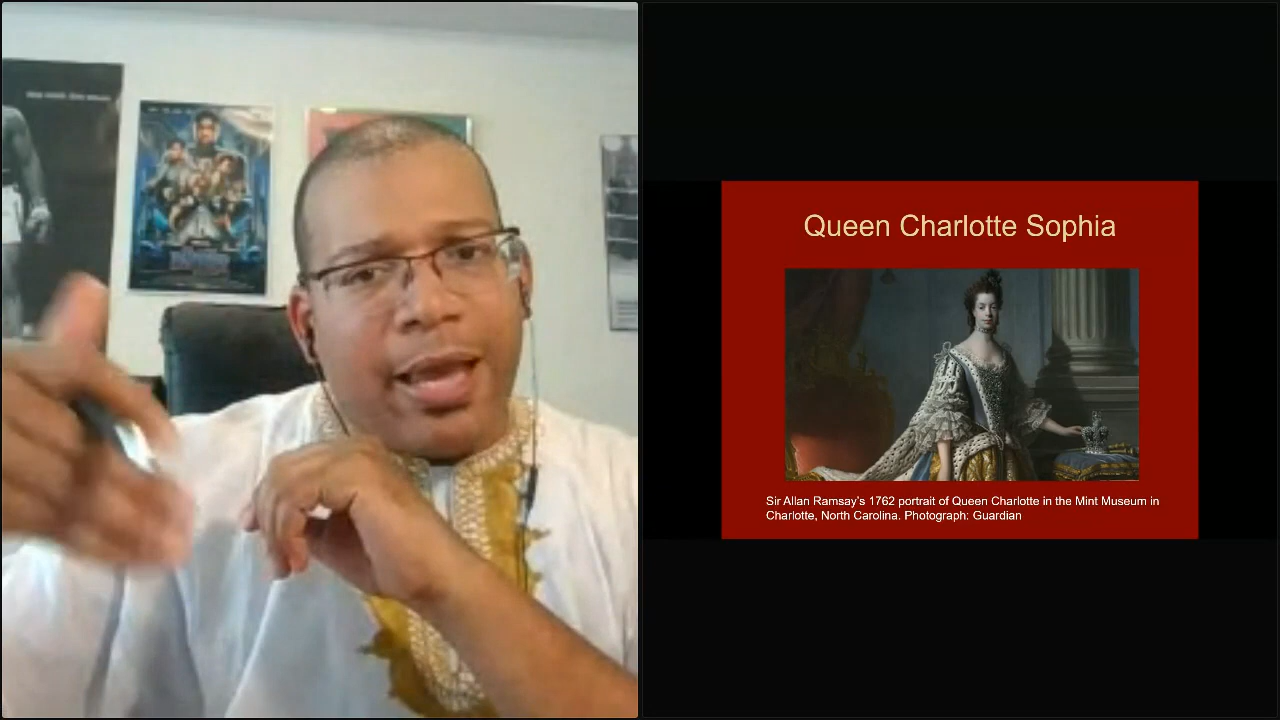 Queen Charlotte Sophia
Sir Allan Ramsay's 1762 portrait of Queen Charlotte in the Mint Museum in
Charlotte, North Carolina. Photograph: Guardian